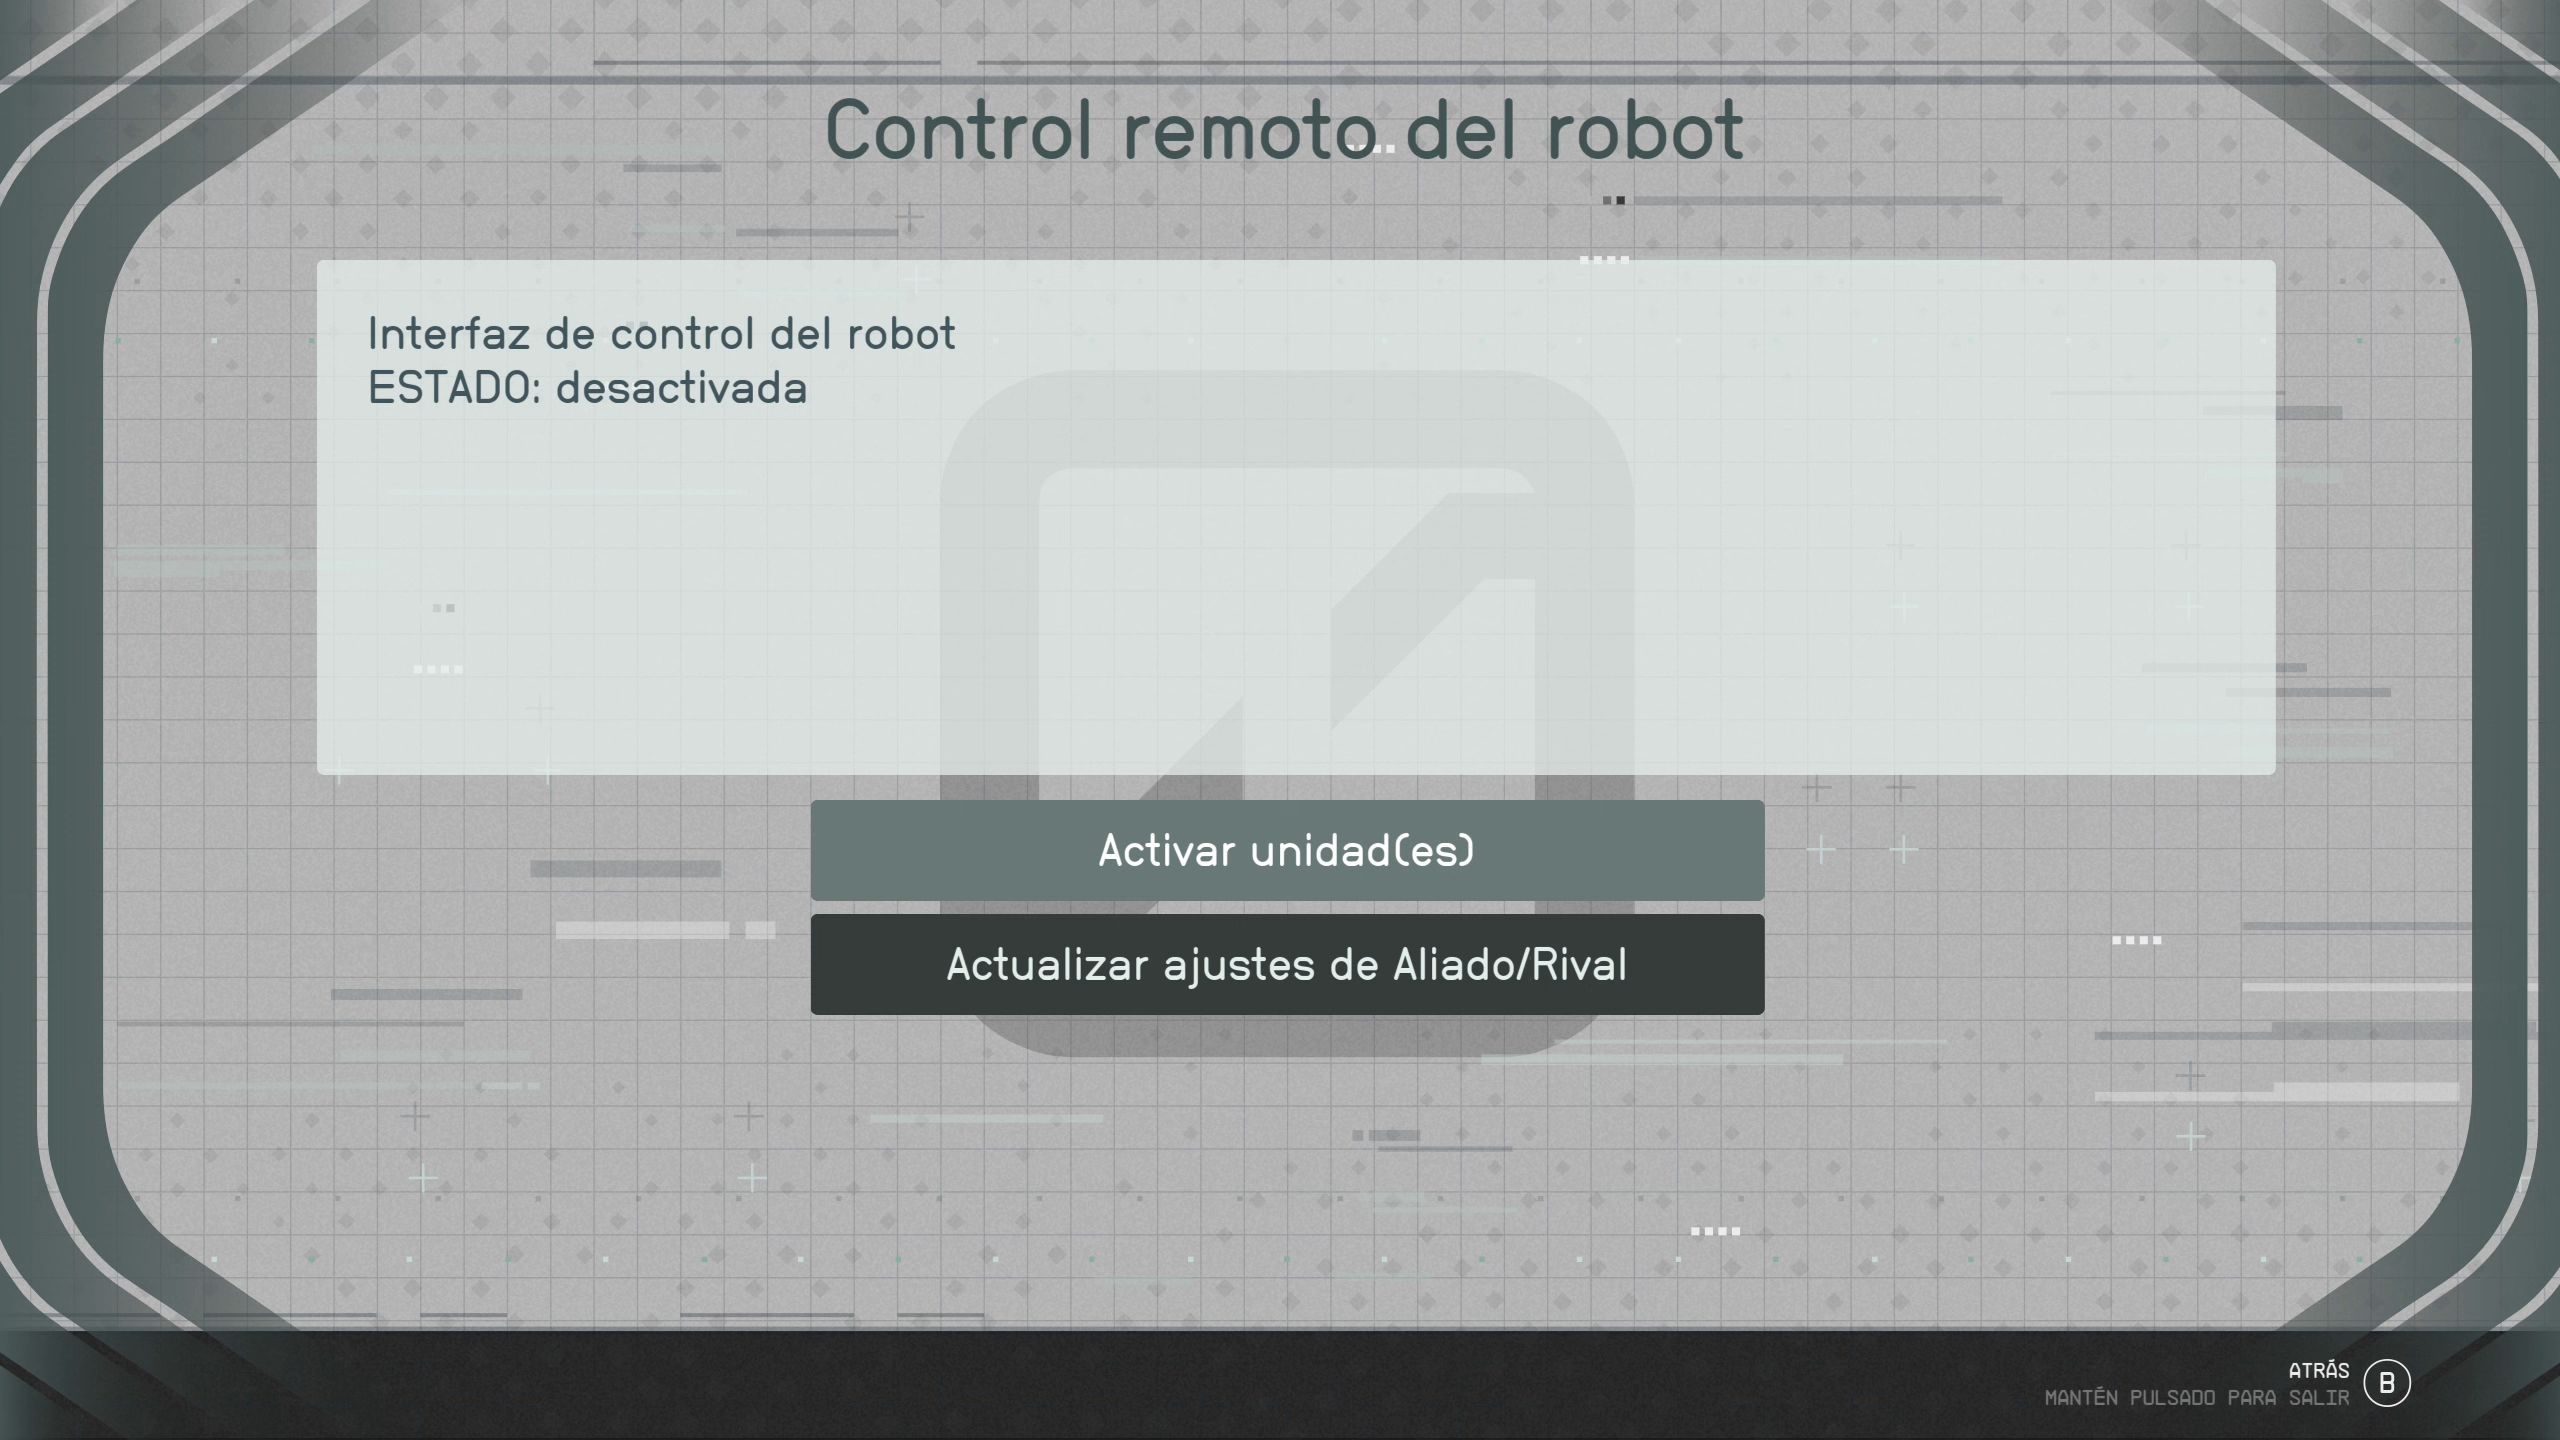 Control remoto del robot
Interfaz de control del robot
ESTADO: desactivada
Activar unidad(es)
Actualizar ajustes de Aliado/Rival
ATRÁS
MANTÉN PULSADO PARA SALIR
B